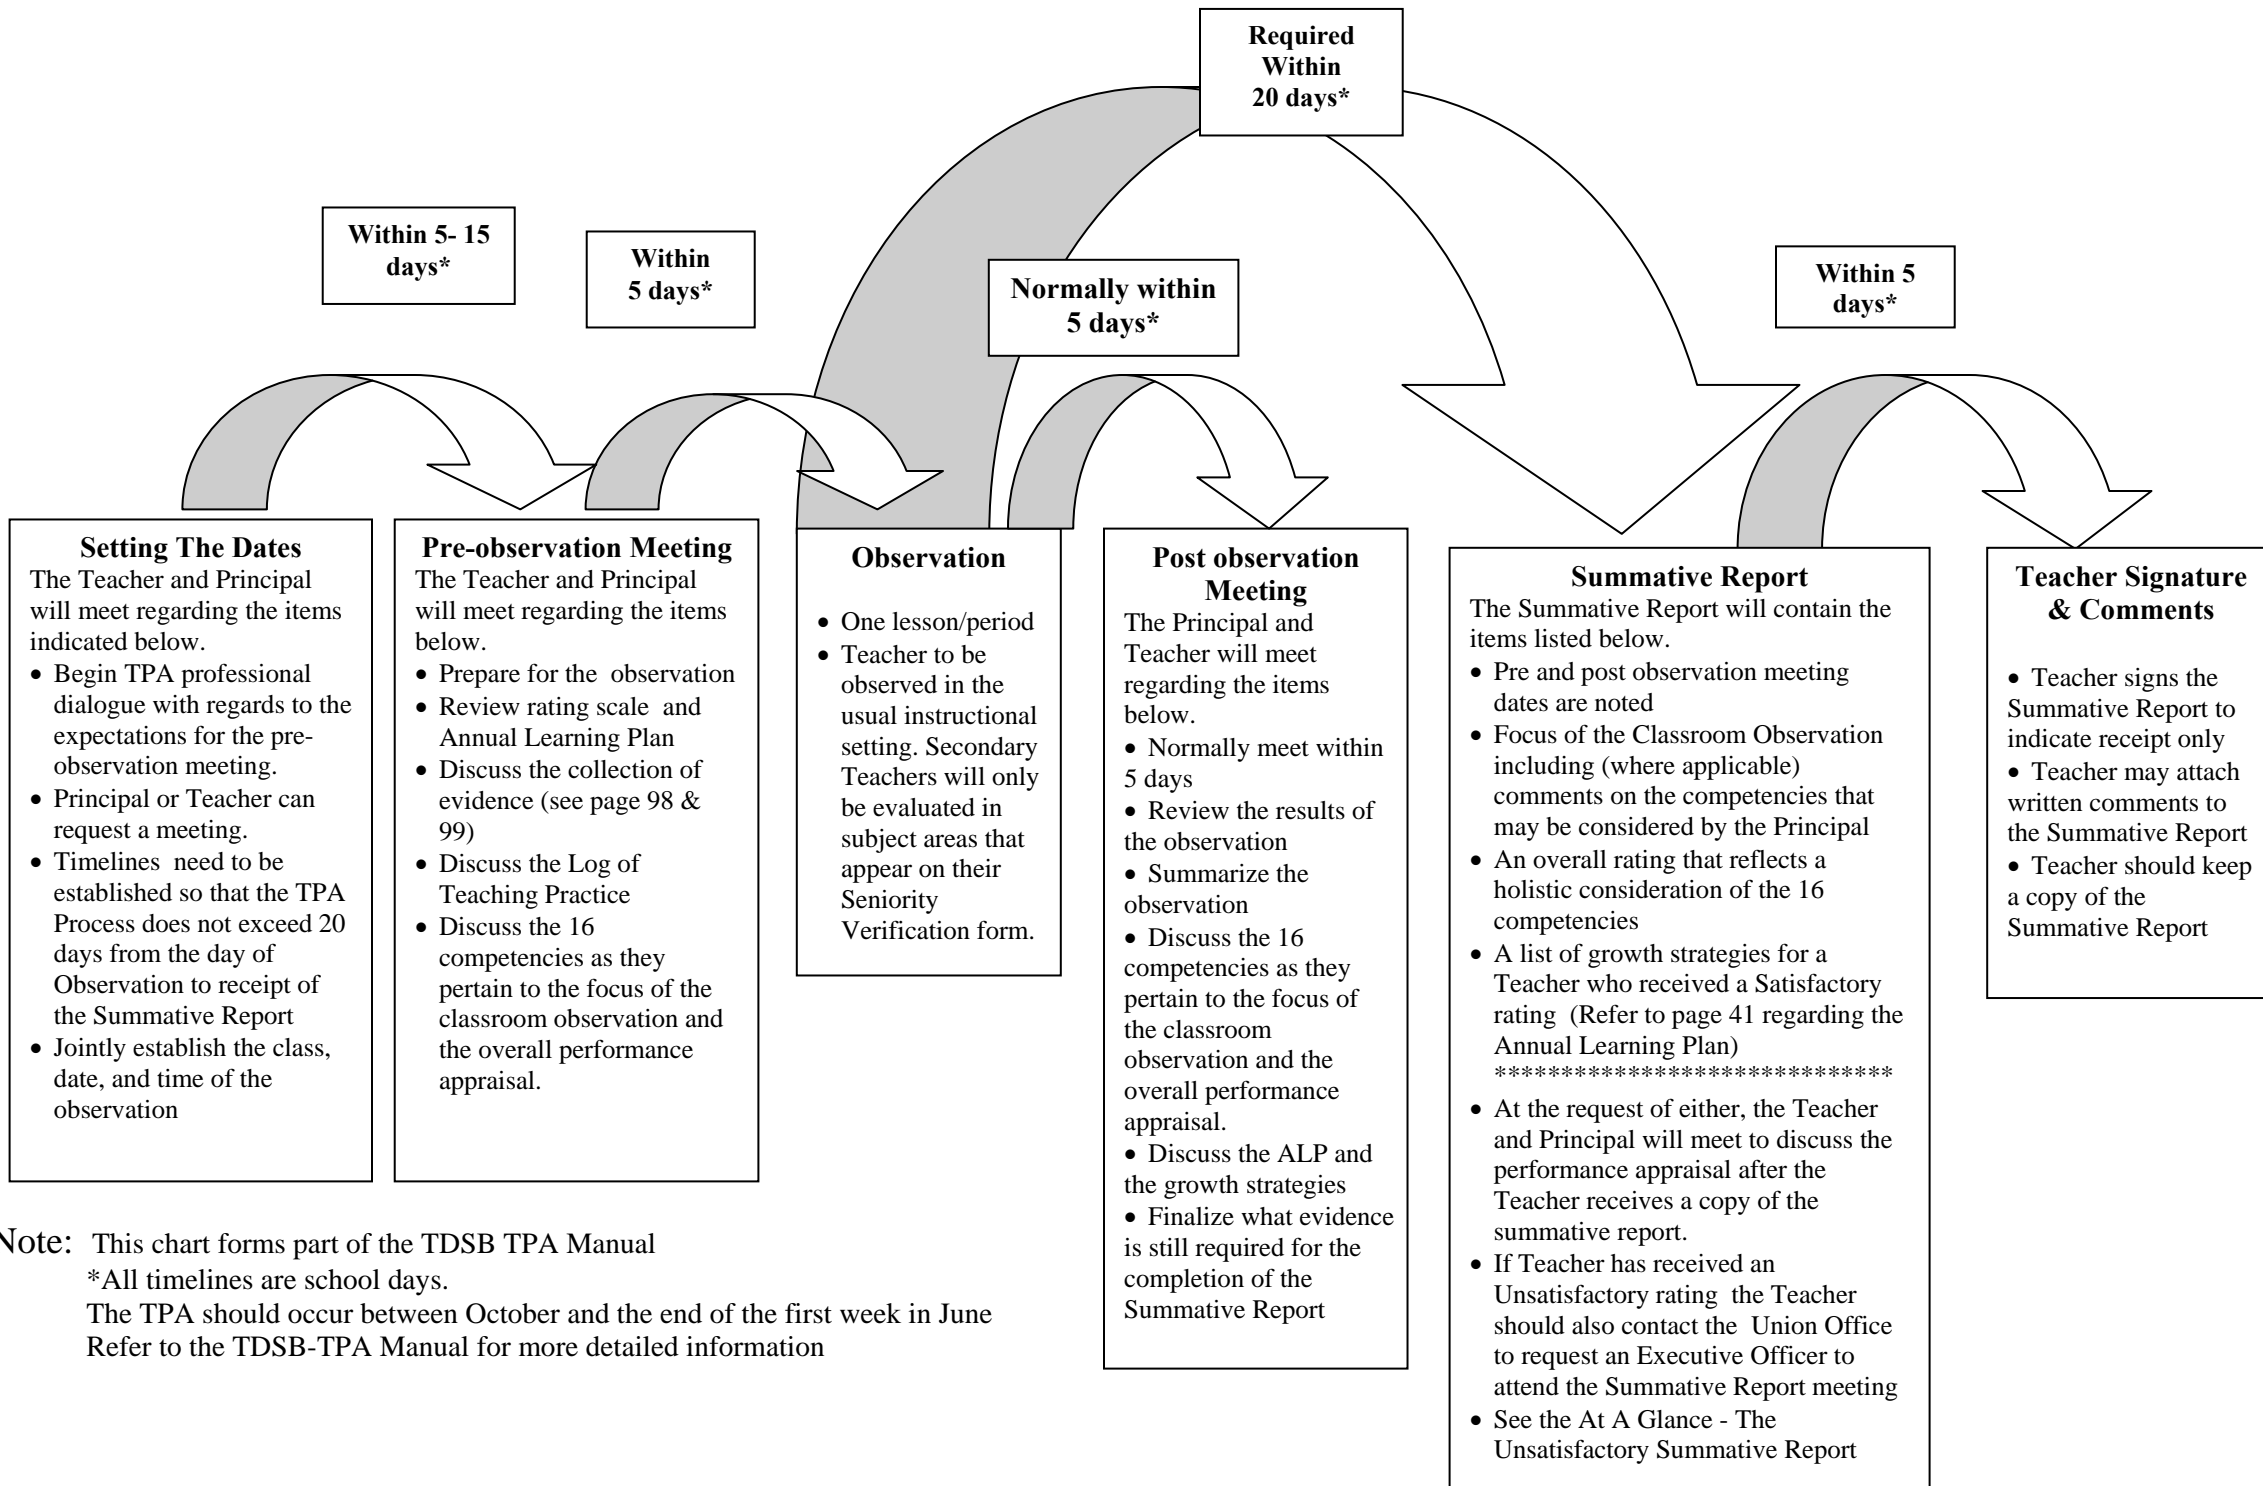 Required
Within
20 days*
Within 5- 15
days*
Within
5 days*
Normally within
5 days*
Within 5
days*
Setting The Dates
The Teacher and Principal
will meet regarding the items
indicated below.
• Begin TPA professional
dialogue with regards to the
expectations for the pre-
observation meeting.
• Principal or Teacher can
request a meeting.
• Timelines need to be
established so that the TPA
Process does not exceed 20
days from the day of
Observation to receipt of
the Summative Report
• Jointly establish the class,
date, and time of the
observation
Pre-observation Meeting
The Teacher and Principal
will meet regarding the items
below.
• Prepare for the observation
• Review rating scale and
Annual Learning Plan
• Discuss the collection of
evidence (see page 98 &
99)
• Discuss the Log of
Teaching Practice
• Discuss the 16
competencies as they
pertain to the focus of the
classroom observation and
the overall performance
appraisal.
Observation
• One lesson/period
• Teacher to be
observed in the
usual instructional
setting. Secondary
Teachers will only
be evaluated in
subject areas that
appear on their
Seniority
Verification form.
Post observation
Meeting
The Principal and
Teacher will meet
regarding the items
below.
• Normally meet within
5 days
• Review the results of
the observation
• Summarize the
observation
• Discuss the 16
competencies as they
pertain to the focus of
the classroom
observation and the
overall performance
appraisal.
• Discuss the ALP and
the growth strategies
• Finalize what evidence
is still required for the
completion of the
Summative Report
Summative Report
The Summative Report will contain the
items listed below.
• Pre and post observation meeting
dates are noted
• Focus of the Classroom Observation
including (where applicable)
comments on the competencies that
may be considered by the Principal
• An overall rating that reflects a
holistic consideration of the 16
competencies
• A list of growth strategies for a
Teacher who received a Satisfactory
rating (Refer to page 41 regarding the
Annual Learning Plan)
******************************
• At the request of either, the Teacher
and Principal will meet to discuss the
performance appraisal after the
Teacher receives a copy of the
summative report.
• If Teacher has received an
Unsatisfactory rating the Teacher
should also contact the Union Office
to request an Executive Officer to
attend the Summative Report meeting
• See the At A Glance - The
Unsatisfactory Summative Report
Teacher Signature
& Comments
• Teacher signs the
Summative Report to
indicate receipt only
• Teacher may attach
written comments to
the Summative Report
• Teacher should keep
a copy of the
Summative Report
Note: This chart forms part of the TDSB TPA Manual
*All timelines are school days.
The TPA should occur between October and the end of the first week in June
Refer to the TDSB-TPA Manual for more detailed information